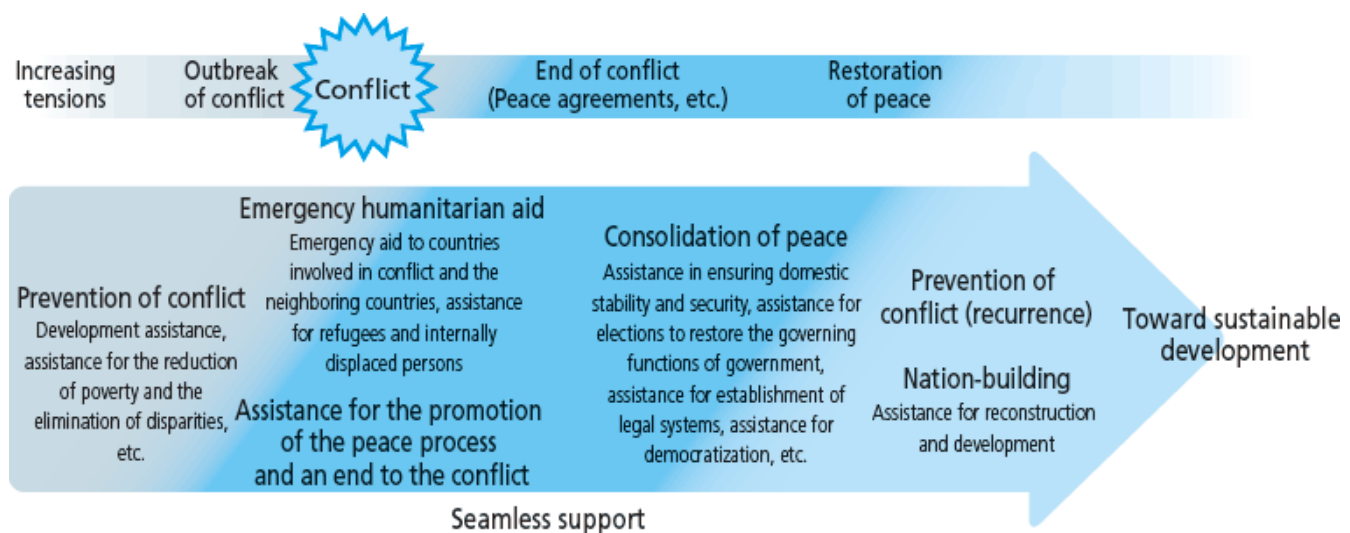 Increasing
tensions
Outbreak
of conflict
Conflict
End of conflict
(Peace agreements, etc.)
Restoration
of peace
Prevention of conflict
Development assistance,
assistance for the reduction
of poverty and the
elimination of disparities,
etc.
Emergency humanitarian aid
Emergency aid to countries
involved in conflict and the
neighboring countries, assistance
for refugees and internally
displaced persons
Assistance for the promotion
of the peace process
and an end to the conflict
Consolidation of peace
Assistance in ensuring domestic
stability and security, assistance for
elections to restore the governing
functions of government,
assistance for establishment of
legal systems, assistance for
democratization, etc.
Prevention of
conflict (recurrence)
Nation-building
Assistance for reconstruction
and development
Toward sustainable
development
Seamless support